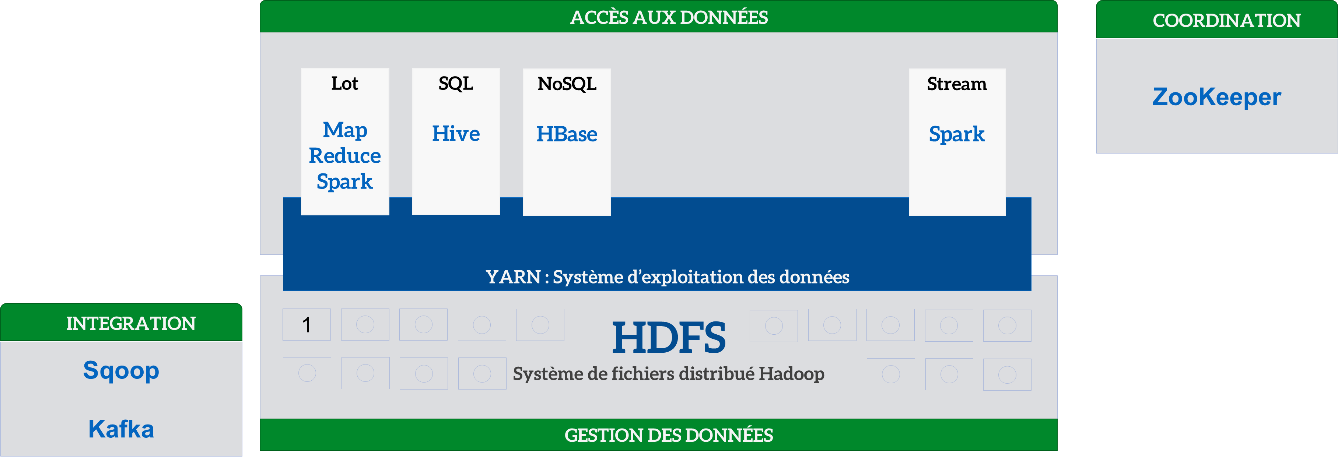 ACCÈS AUX DONNÉES
COORDINATION
Lot
SQL
NoSQL
Stream
ZooKeeper
Map
Reduce
Spark
Hive
HBase
Spark
YARN : Système d’exploitation des données
INTEGRATION
1
HDFS
Système de fichiers distribué Hadoop
Sqoop
Kafka
GESTION DES DONNÉES